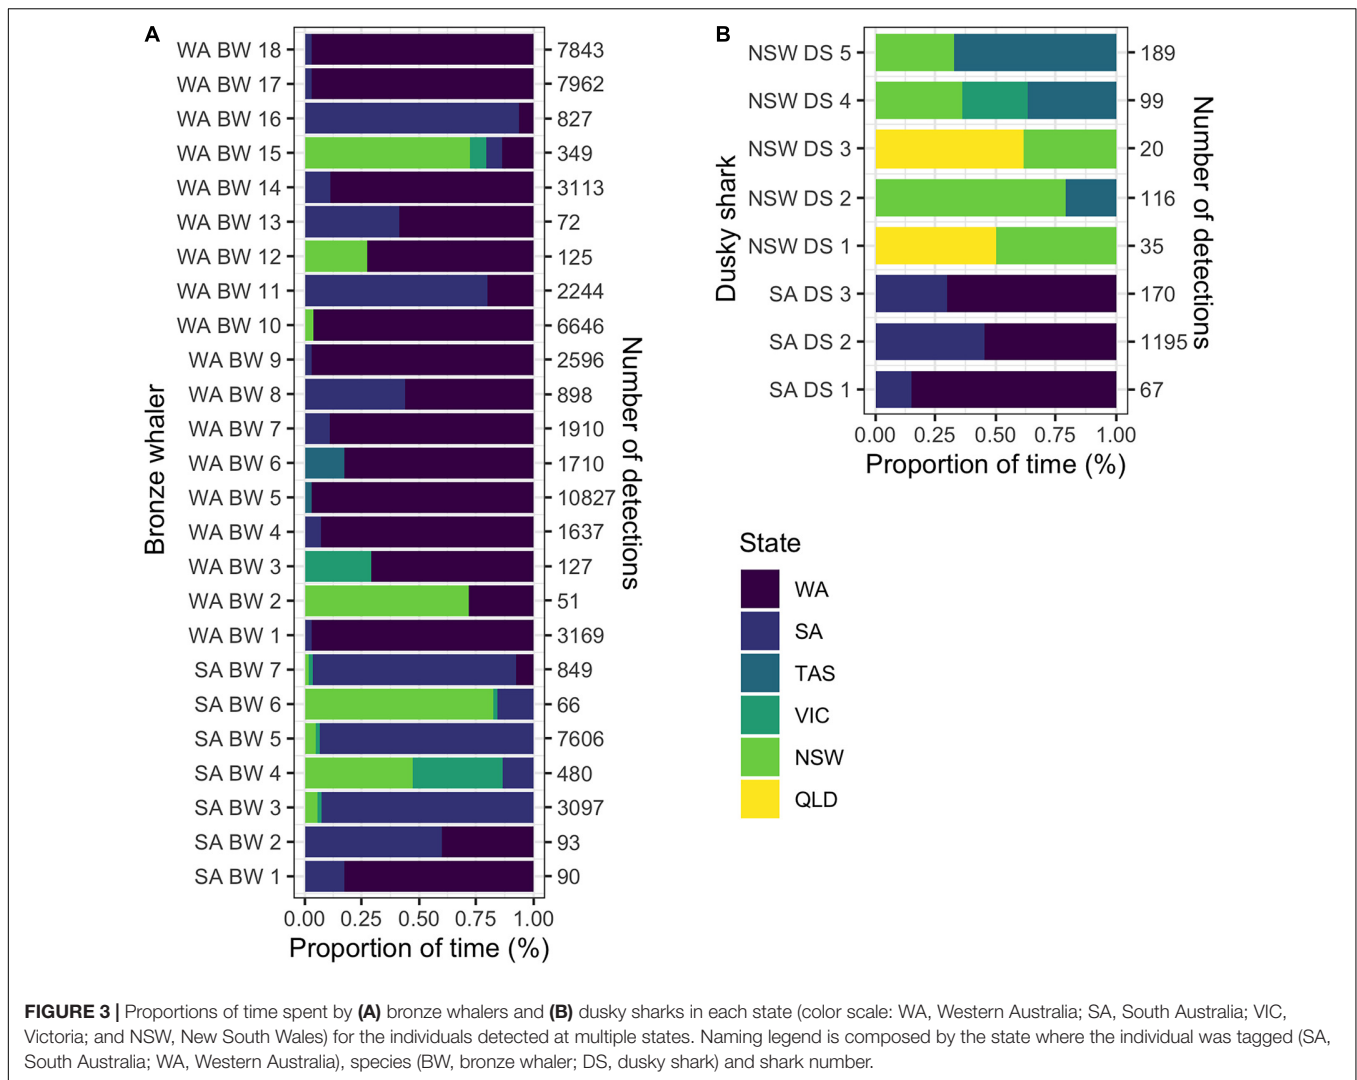 A
WA BW 18 7843
WA BW 17 7962
WA BW 16 827
WA BW 15 349
WA BW 14 3113
WA BW 13 72
WA BW 12 125
WA BW 11 2244
WA BW 10 6646
WA BW 9 2596
WA BW 8 898
WA BW 7 1910
WA BW 6 1710
WA BW 5 10827
WA BW 4 1637
WA BW 3 127
WA BW 2 51
WA BW 1 3169
SA BW 7 849
SA BW 6 66
SA BW 5 7606
SA BW 4 480
SA BW 3 3097
SA BW 2 93
SA BW 1 90
Bronze whaler
Number of detections
0.00 0.25 0.50 0.75 1.00
Proportion of time (%)
B
NSW DS 5 189
NSW DS 4 99
NSW DS 3 20
NSW DS 2 116
NSW DS 1 35
SA DS 3 170
SA DS 2 1195
SA DS 1 67
Dusky shark
Number of detections
0.00 0.25 0.50 0.75 1.00
Proportion of time (%)
State
WA
SA
TAS
VIC
NSW
QLD
FIGURE 3 | Proportions of time spent by (A) bronze whalers and (B) dusky sharks in each state (color scale: WA, Western Australia; SA, South Australia; VIC,
Victoria; and NSW, New South Wales) for the individuals detected at multiple states. Naming legend is composed by the state where the individual was tagged (SA,
South Australia; WA, Western Australia), species (BW, bronze whaler; DS, dusky shark) and shark number.